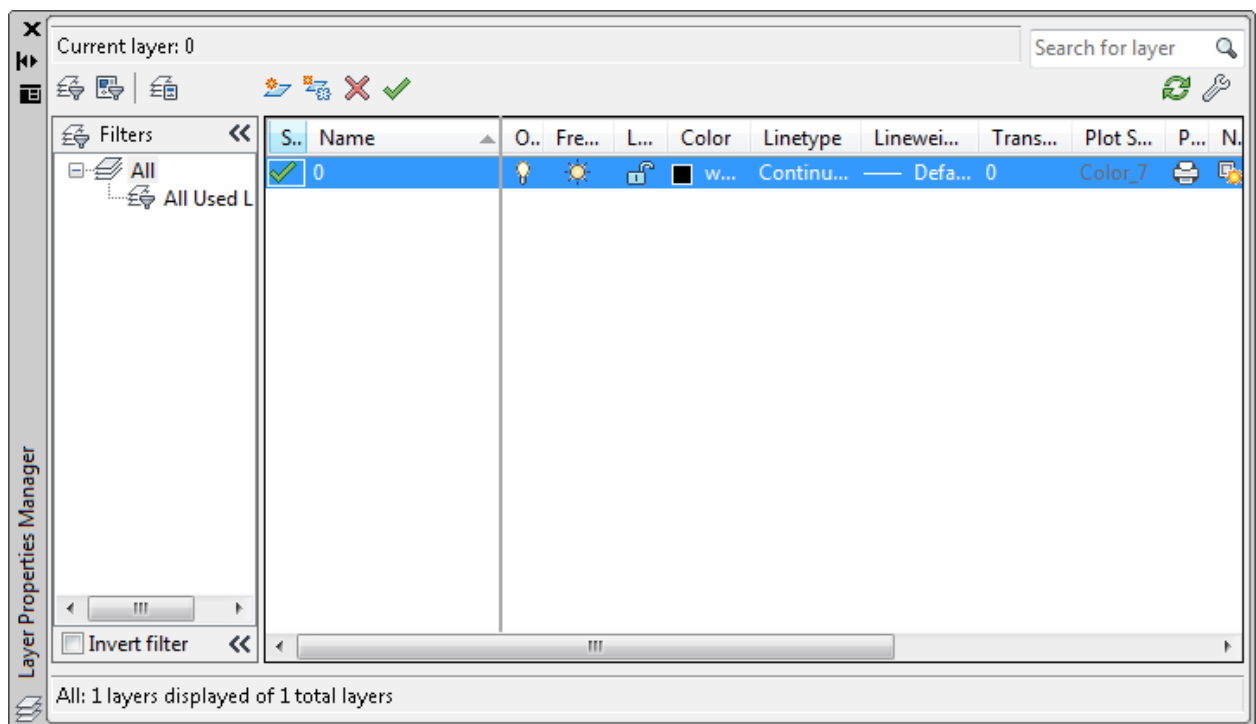 Current layer: 0
Search for layer
Filters
S.. Name O.. Fre... L... Color Linetype Linewei... Trans... Plot S... P... N.
All
0 w... Continu... Defa... 0 Color_7
All Used L
Invert filter
Layer Properties Manager
All: 1 layers displayed of 1 total layers